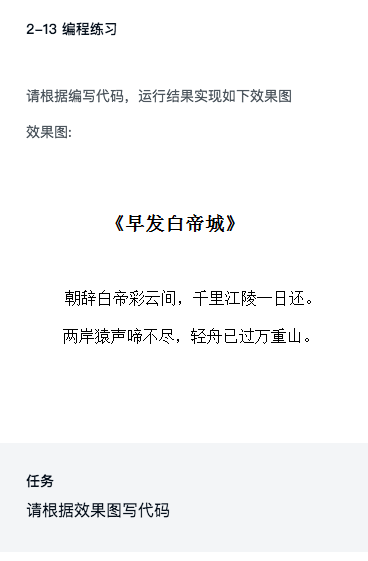 2-13 编程练习
请根据编写代码，运行结果实现如下效果图
效果图:
《早发白帝城》
朝辞白帝彩云间，千里江陵一日还。
两岸猿声啼不尽，轻舟已过万重山。
任务
请根据效果图写代码